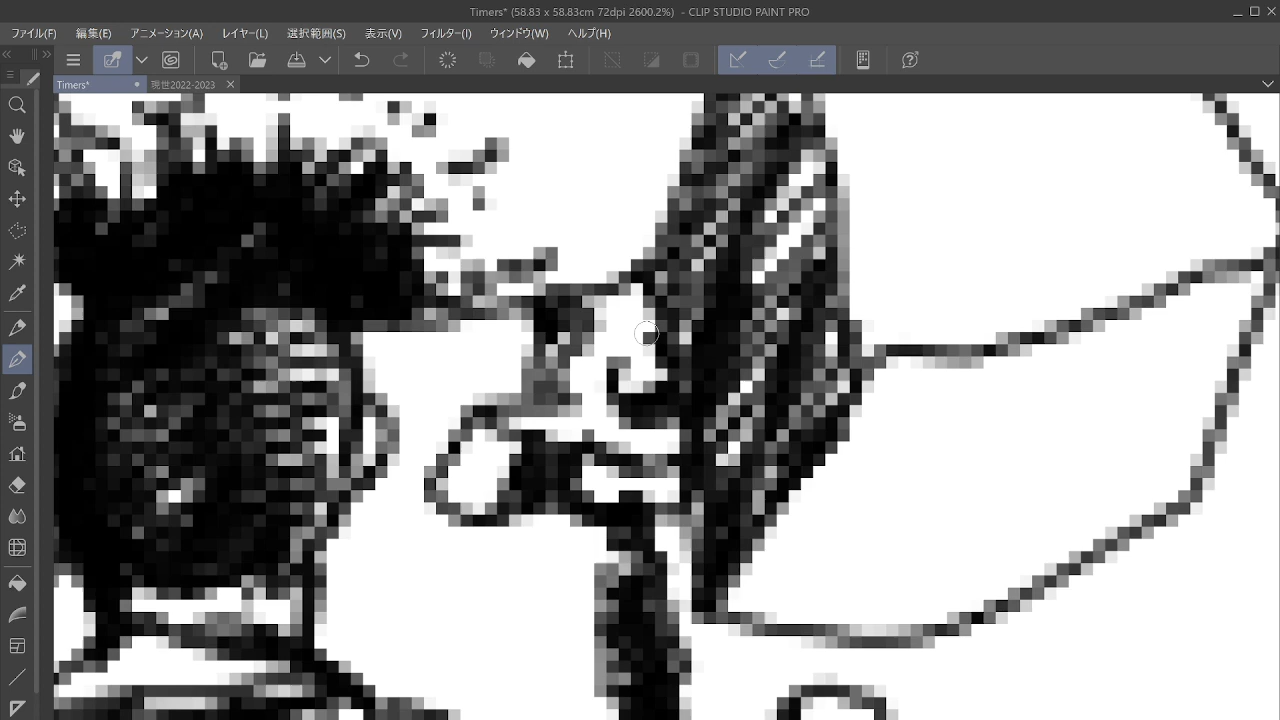 Timers* (58.83 x 58.83cm 72dpi 2600.2%) - CLIP STUDIO PAINT PRO
ファイル(F) 編集(E) アニメーション(A) レイヤー(L) 選択範囲(S) 表示(V) フィルター(I) ウィンドウ(W) ヘルプ(H)
Timers* 現世2022-2023